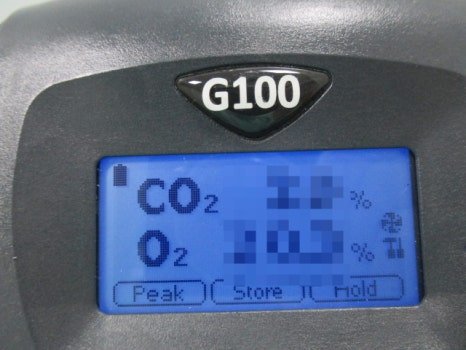 G100
CO₂ %
O₂ %
Peak Store Hold